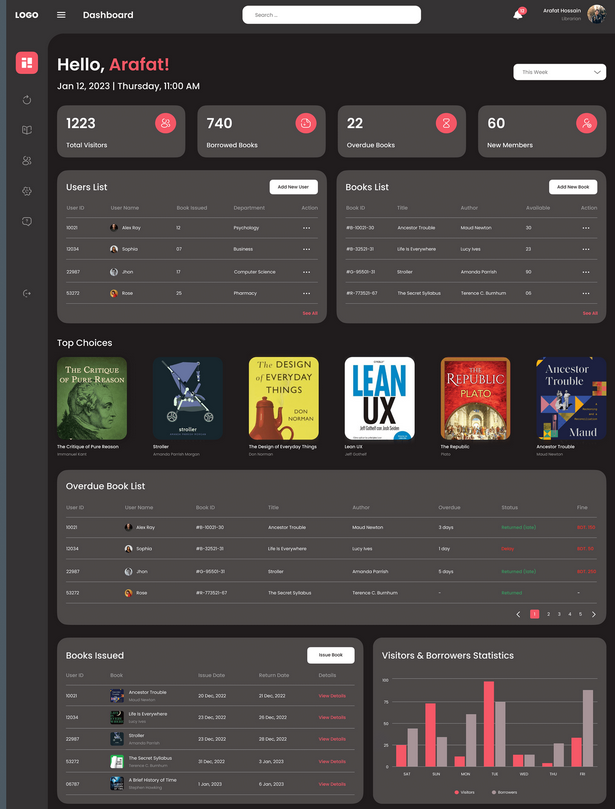 LOGO Dashboard Search ... 12 Arafat Hossain
Librarian
Hello, Arafat!
Jan 12, 2023 | Thursday, 11:00 AM This Week
1223 740 22 60
Total Visitors Borrowed Books Overdue Books New Members
Users List Add New User
User ID User Name Book Issued Department Action
10021 Alex Ray 12 Psychology ...
12034 Sophia 07 Business ...
22987 Jhon 17 Computer Science ...
53272 Rose 25 Pharmacy ...
See All
Books List Add New Book
Book ID Title Author Available Action
#B-10021-30 Ancestor Trouble Maud Newton 30 ...
#B-32521-31 Life is Everywhere Lucy Ives 23 ...
#G-95501-31 Stroller Amanda Parrish 90 ...
#R-773521-67 The Secret Syllabus Terence C. Burnhum 06 ...
See All
Top Choices
THE CRITIQUE
OF PURE REASON
The Critique of Pure Reason
Immanuel Kant
stroller
Stroller
Amanda Parrish Morgan
The DESIGN
of EVERYDAY
THINGS
DON
NORMAN
The Design of Everyday Things
Don Norman
LEAN
UX
Jeff Gothelf and Josh Seiden
Lean UX
Jeff Gothelf
THE
REPUBLIC
PLATO
The Republic
Plato
Ancestor
Trouble
Maud
Ancestor Trouble
Maud Newton
Overdue Book List
User ID User Name Book ID Title Author Overdue Status Fine
10021 Alex Ray #B-10021-30 Ancestor Trouble Maud Newton 3 days Returned (late)
12034 Sophia #B-32521-31 Life is Everywhere Lucy Ives 1 day Delay
22987 Jhon #G-95501-31 Stroller Amanda Parrish 5 days Returned (late)
53272 Rose #R-773521-67 The Secret Syllabus Terence C. Burnhum - Returned -
1 2 3 4 5
Books Issued Issue Book
User ID Book Issue Date Return Date Details
10021 Ancestor Trouble 20 Dec, 2022 21 Dec, 2022 View Details
Maud Newton
12034 Life is Everywhere 23 Dec, 2022 26 Dec, 2022 View Details
Lucy Ives
22987 Stroller 23 Dec, 2022 28 Dec, 2022 View Details
Amanda Parrish
53272 The Secret Syllabus 31 Dec, 2022 3 Jan, 2023 View Details
Terence C. Burnhum
06787 A Brief History of Time 1 Jan, 2023 6 Jan, 2023 View Details
Stephen Hawking
Visitors & Borrowers Statistics
100
75
50
25
0
SAT SUN MON TUE WED THU FRI
Visitors Borrowers